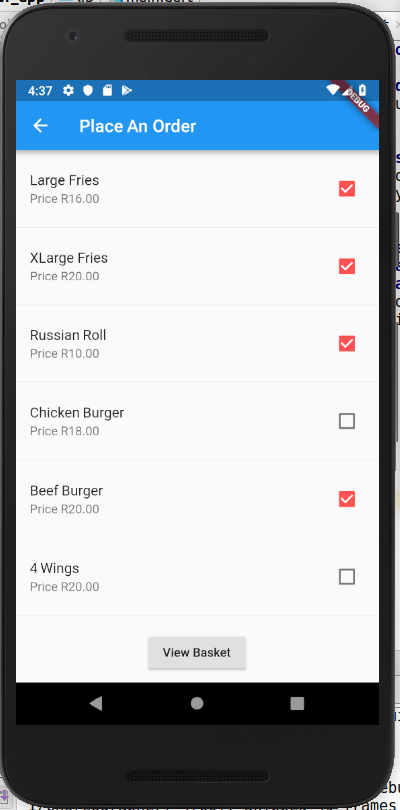 4:37
DEBUG
Place An Order
Large Fries
Price R16.00
XLarge Fries
Price R20.00
Russian Roll
Price R10.00
Chicken Burger
Price R18.00
Beef Burger
Price R20.00
4 Wings
Price R20.00
View Basket